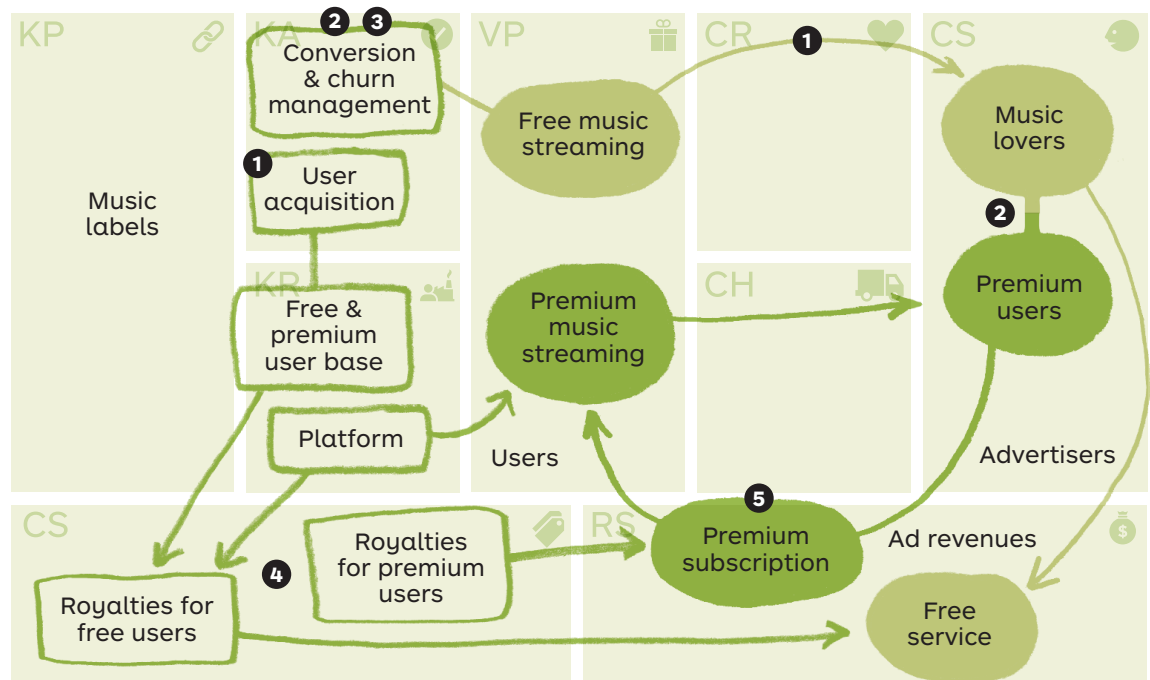 KP
KA
VP
CR
CS
2
3
Conversion
& churn
management
1
Free music
streaming
Music
lovers
1
User
acquisition
Music
labels
2
KR
CH
Free &
premium
user base
Premium
music
streaming
Premium
users
Platform
Users
Advertisers
CS
RS
5
Royalties
for premium
users
Premium
subscription
Ad revenues
4
Royalties for
free users
Free
service
$